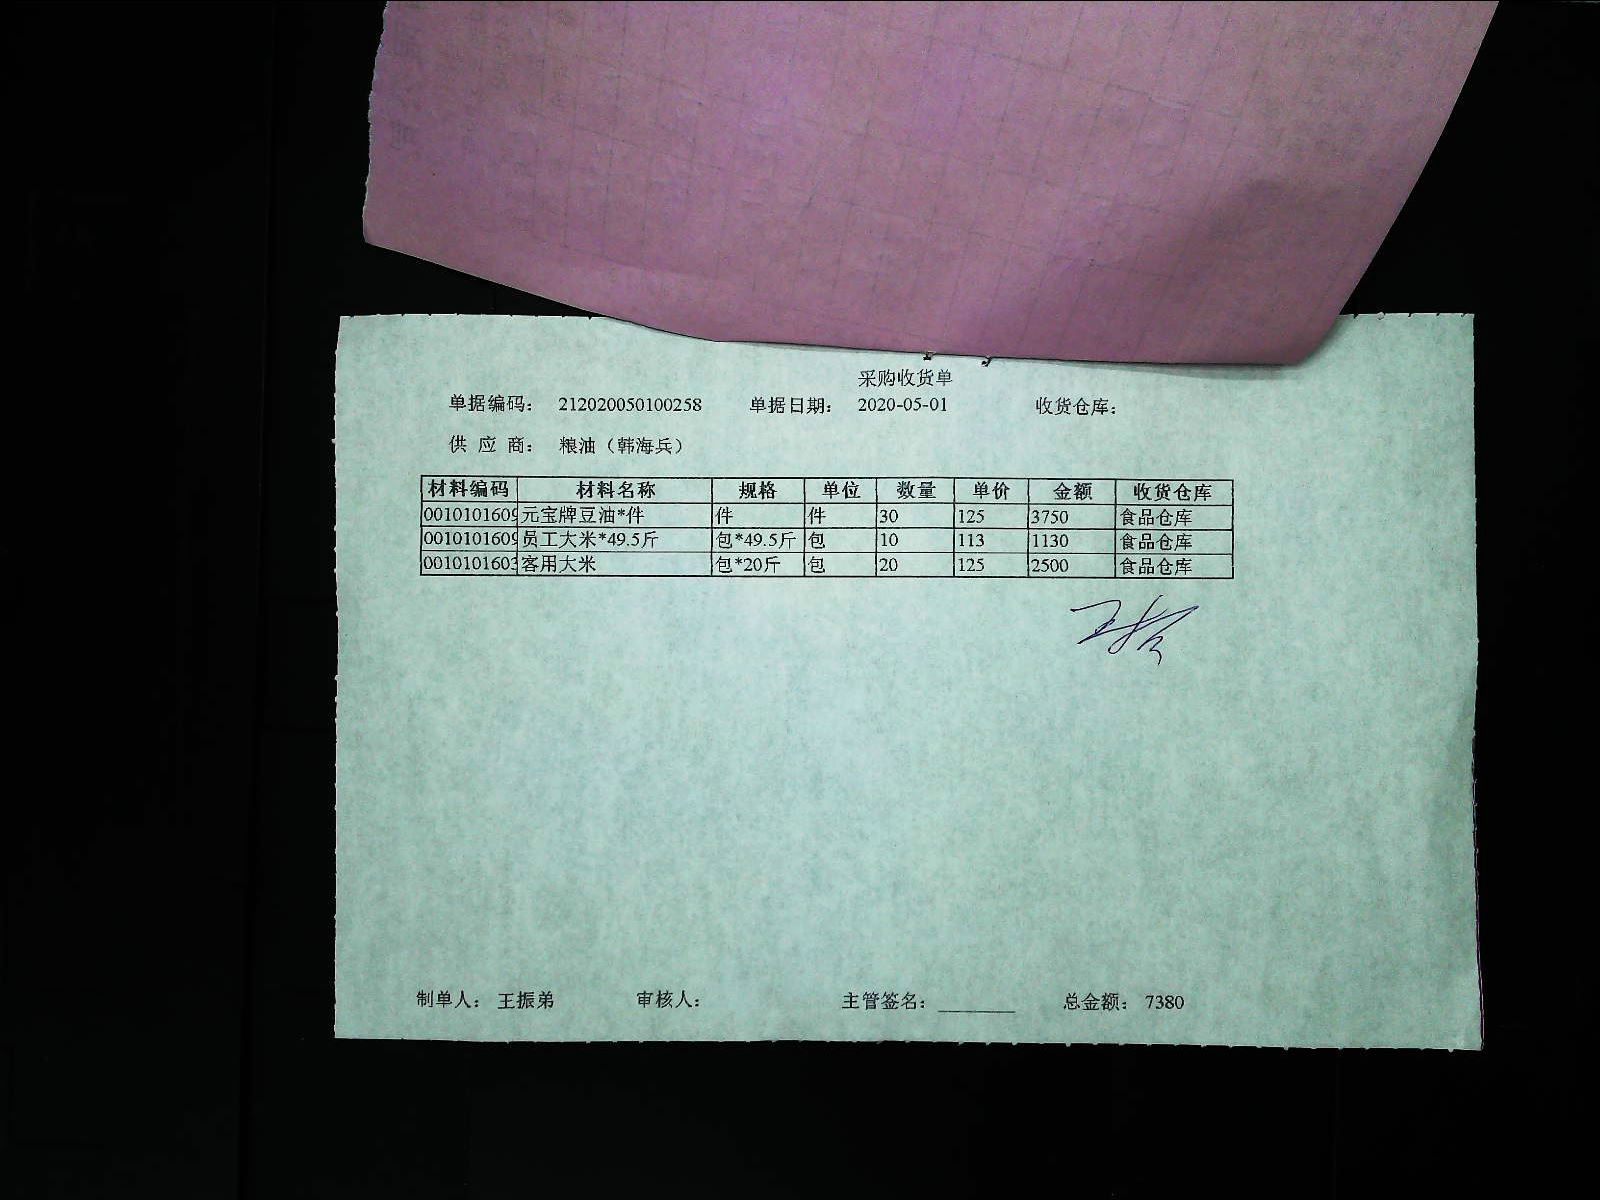 采购收货单
单据编码: 212020050100258 单据日期: 2020-05-01 收货仓库:
供 应 商: 粮油（韩海兵）
材料编码 材料名称 规格 单位 数量 单价 金额 收货仓库
0010101609 元宝牌豆油*件 件 件 30 125 3750 食品仓库
0010101609 员工大米*49.5斤 包*49.5斤 包 10 113 1130 食品仓库
0010101603 客用大米 包*20斤 包 20 125 2500 食品仓库
制单人: 王振弟 审核人: 主管签名: 总金额: 7380